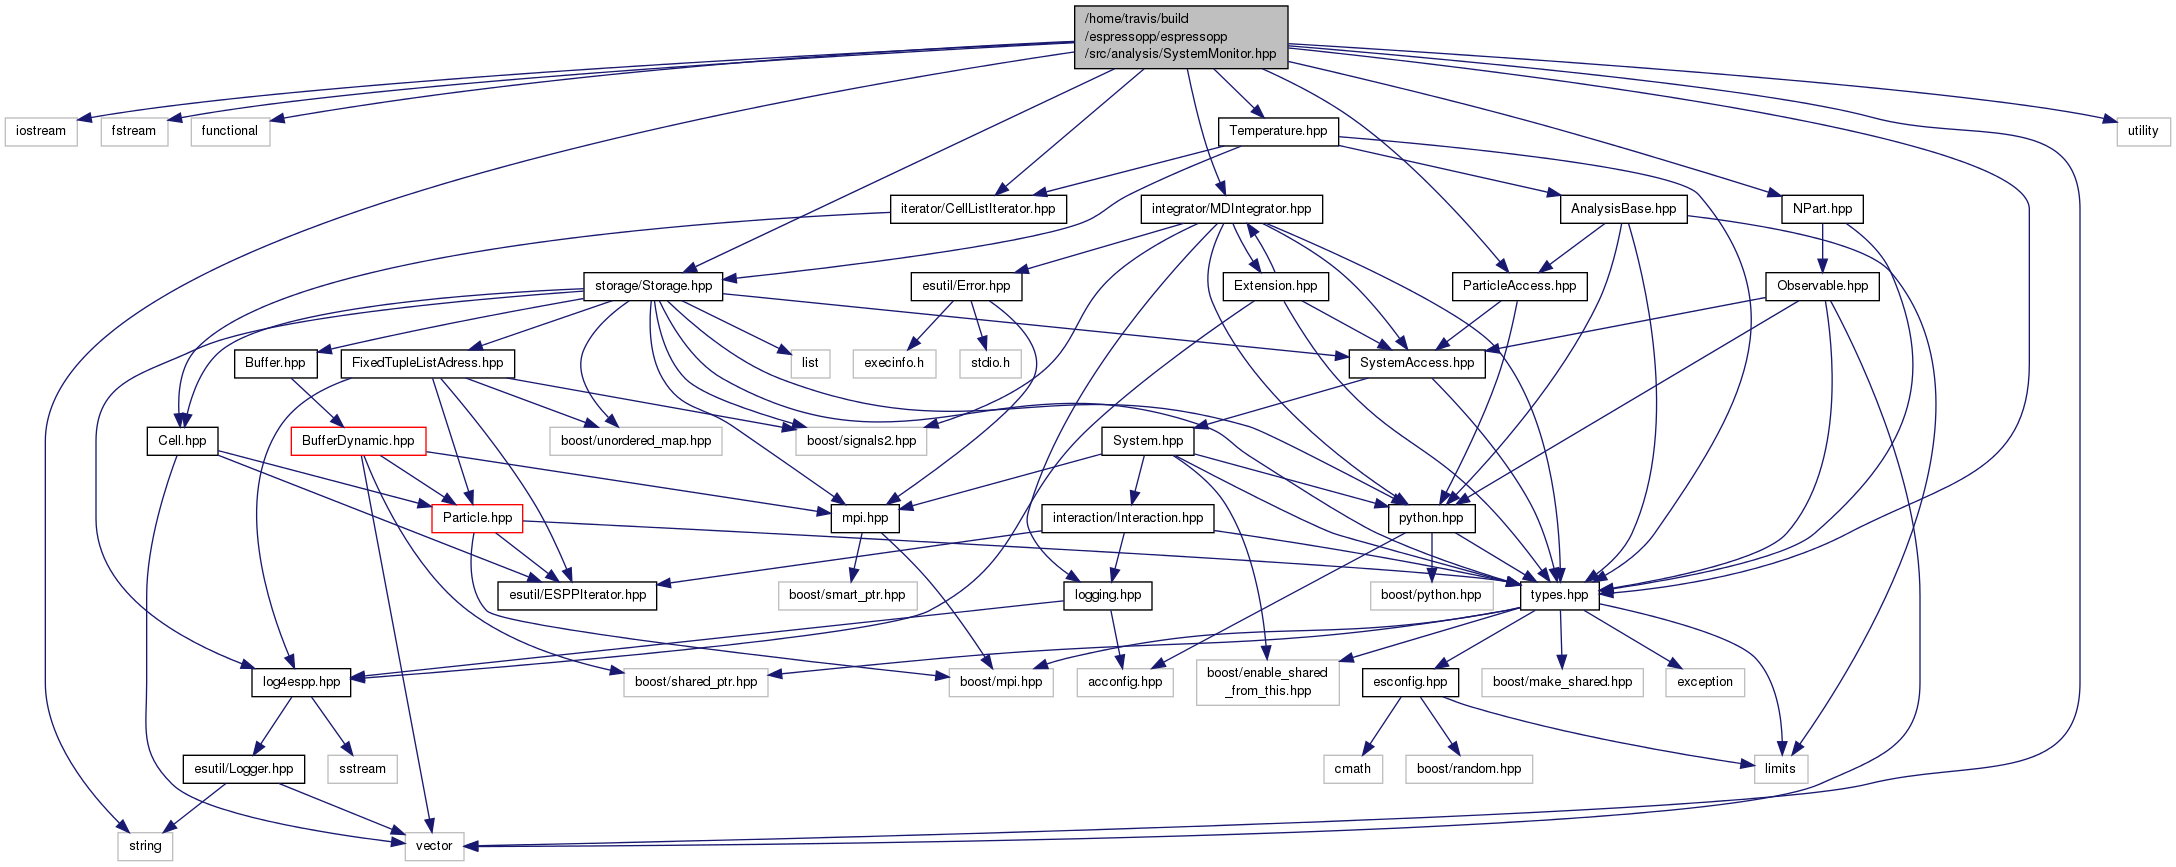 /home/travis/build
/espressopp/espressopp
/src/analysis/SystemMonitor.hpp
iostream
fstream
functional
Temperature.hpp
utility
iterator/CellListIterator.hpp
integrator/MDIntegrator.hpp
AnalysisBase.hpp
NPart.hpp
storage/Storage.hpp
esutil/Error.hpp
Extension.hpp
ParticleAccess.hpp
Observable.hpp
Buffer.hpp
FixedTupleListAdress.hpp
list
execinfo.h
stdio.h
SystemAccess.hpp
Cell.hpp
BufferDynamic.hpp
boost/unordered_map.hpp
boost/signals2.hpp
System.hpp
Particle.hpp
mpi.hpp
interaction/Interaction.hpp
python.hpp
esutil/ESPPIterator.hpp
boost/smart_ptr.hpp
logging.hpp
boost/python.hpp
types.hpp
log4espp.hpp
boost/shared_ptr.hpp
boost/mpi.hpp
acconfig.hpp
boost/enable_shared
_from_this.hpp
esconfig.hpp
boost/make_shared.hpp
exception
esutil/Logger.hpp
sstream
cmath
boost/random.hpp
limits
string
vector